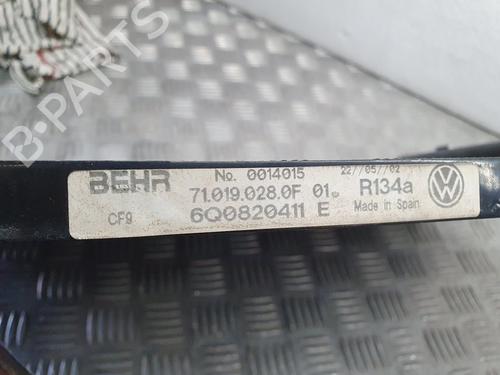 B-PARTS
BEHR No. 0014015 22//05//02
71.019.028.0F 01 R134a
CF9 6Q0820411 E Made in Spain